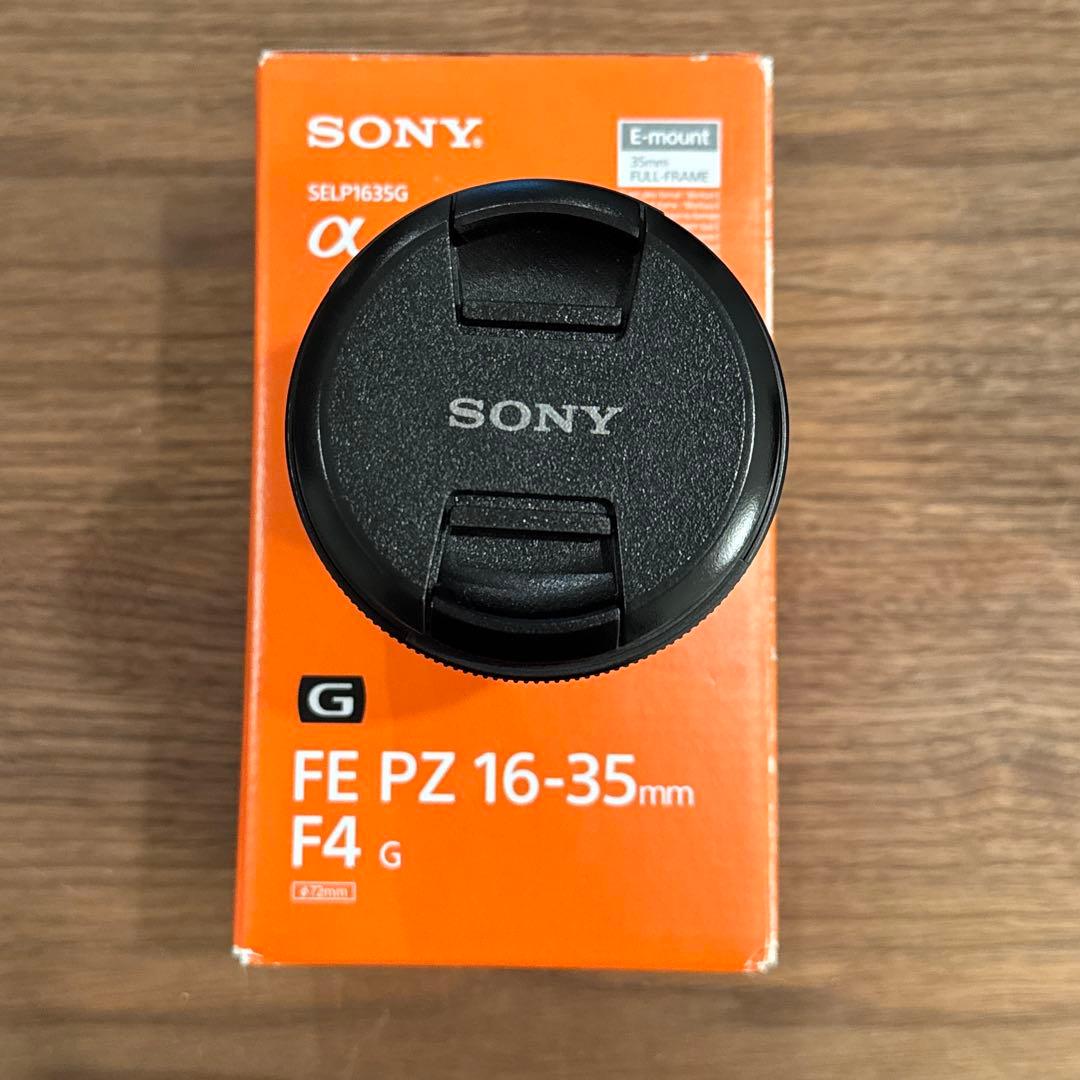 SONY®
E-mount
35mm
FULL-FRAME
SELP1635G
α
SONY
G
FE PZ 16-35mm
F4 G
φ72mm